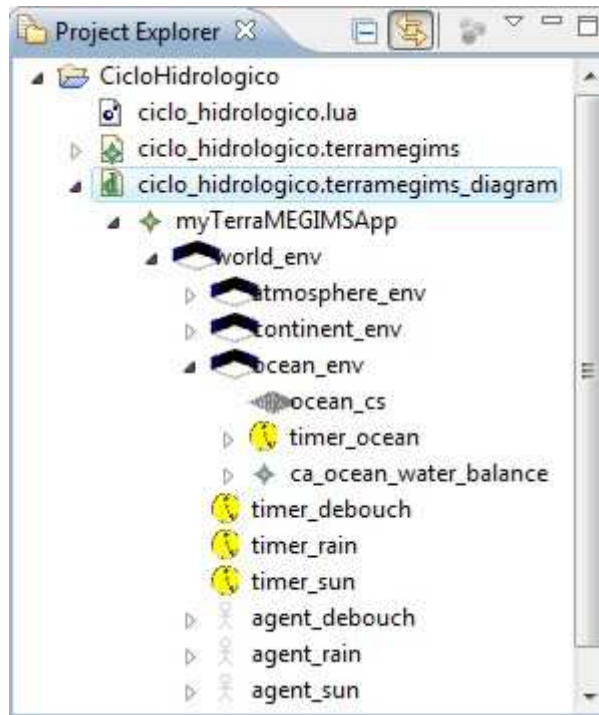 Project Explorer
CicloHidrologico
ciclo_hidrologico.lua
ciclo_hidrologico.terramegims
ciclo_hidrologico.terramegims_diagram
myTerraMEGIMSApp
world_env
atmosphere_env
continent_env
ocean_env
ocean_cs
timer_ocean
ca_ocean_water_balance
timer_debouch
timer_rain
timer_sun
agent_debouch
agent_rain
agent_sun